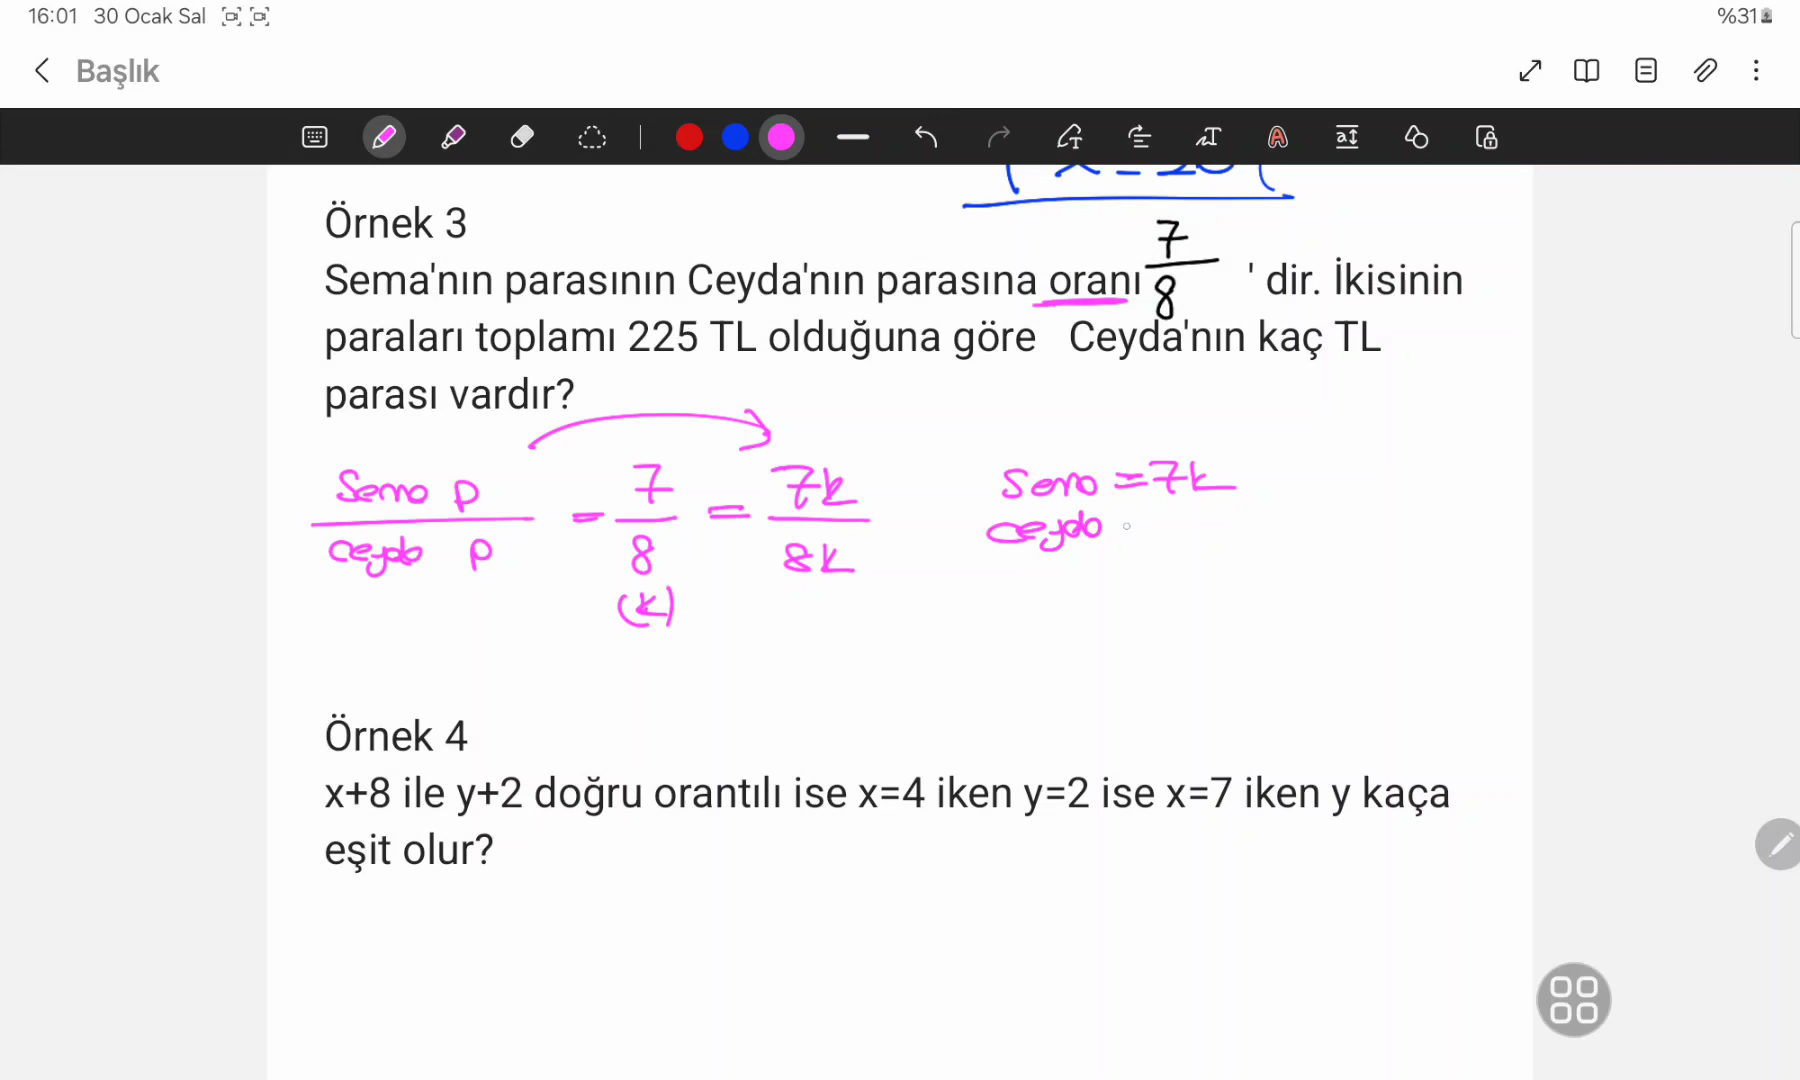 16:01 30 Ocak Sal %31
Başlık
Örnek 3
Sema'nın parasının Ceyda'nın parasına oranı 7/8 ' dir. İkisinin
paraları toplamı 225 TL olduğuna göre Ceyda'nın kaç TL
parası vardır?
Sema p / Ceyda p = 7/8 = 7k/8k
(k)
Sema = 7k
Ceyda
Örnek 4
x+8 ile y+2 doğru orantılı ise x=4 iken y=2 ise x=7 iken y kaça
eşit olur?